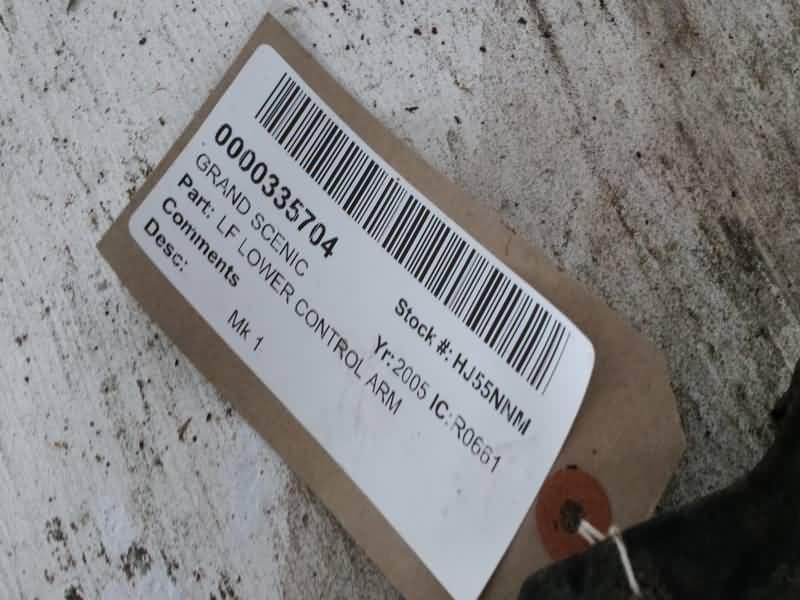 0000335704 Stock #: HJ55NNM
GRAND SCENIC Yr: 2005 IC: R0661
Part: LF LOWER CONTROL ARM
Comments
Desc: Mk 1